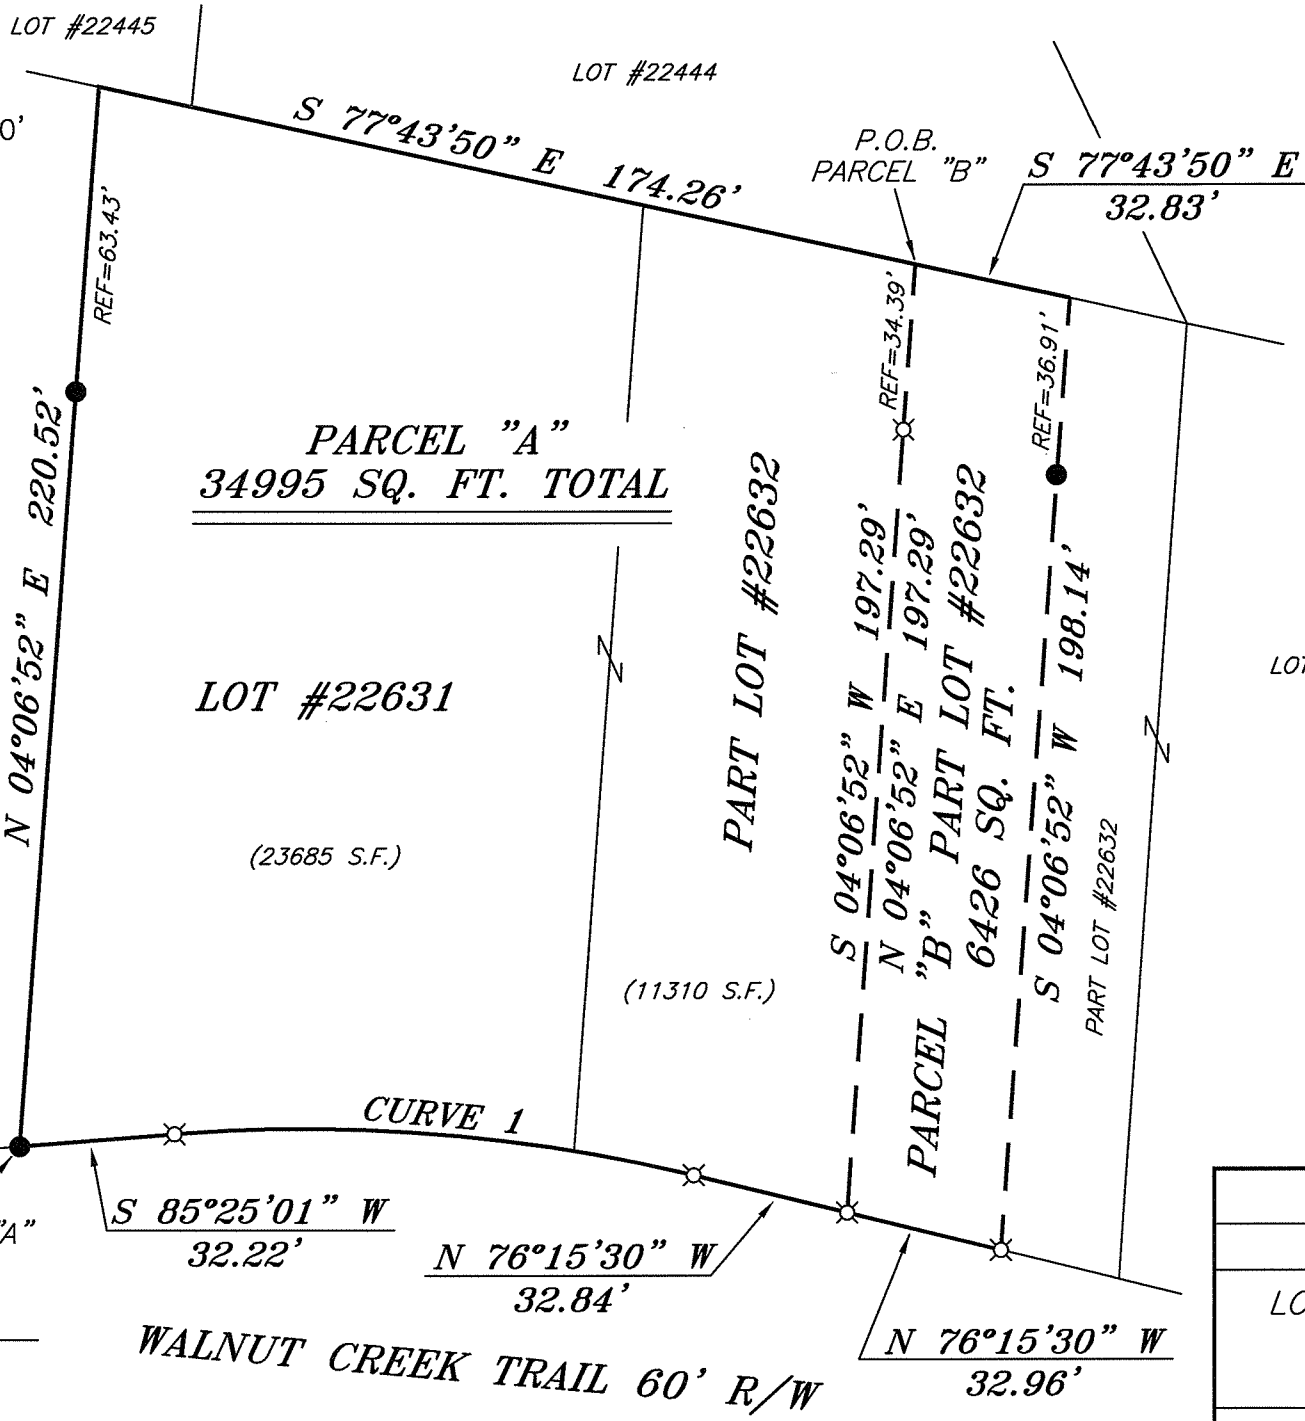 LOT #22445
LOT #22444
0'
S 77°43'50" E 174.26'
P.O.B.
PARCEL "B"
S 77°43'50" E
32.83'
REF=63.43'
REF=34.39'
REF=36.91'
N 04°06'52" E 220.52'
PARCEL "A"
34995 SQ. FT. TOTAL
PART LOT #22632
S 04°06'52" W 197.29'
N 04°06'52" E 197.29'
PARCEL "B" PART LOT #22632
6426 SQ. FT.
S 04°06'52" W 198.14'
PART LOT #22632
LOT
LOT #22631
(23685 S.F.)
(11310 S.F.)
CURVE 1
"A"
S 85°25'01" W
32.22'
N 76°15'30" W
32.84'
N 76°15'30" W
32.96'
WALNUT CREEK TRAIL 60' R/W
LO